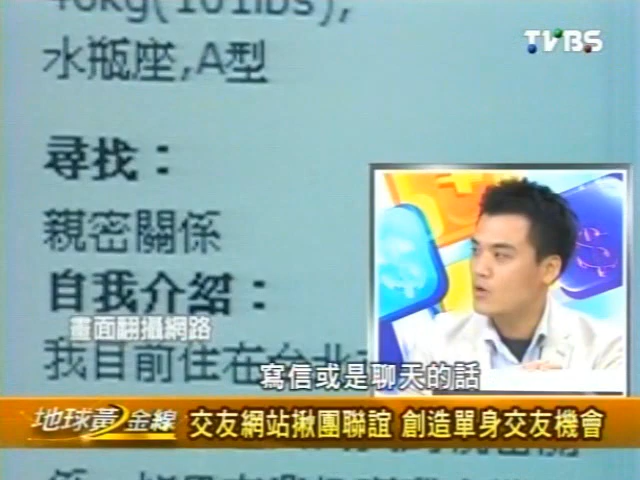 46kg(101lbs),
TVBS
水瓶座,A型
尋找：
親密關係
自我介紹：
畫面翻攝網路
我目前住在台北
寫信或是聊天的話
地球黃金線
交友網站揪團聯誼 創造單身交友機會